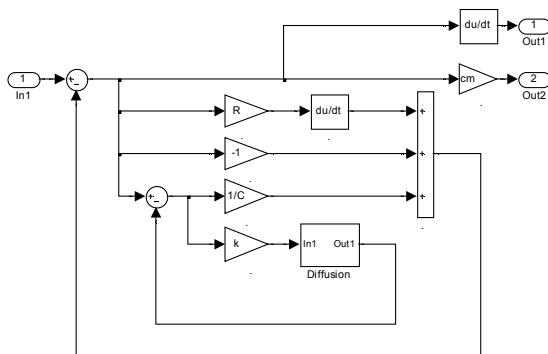 du/dt
1
Out1
1
In1
+
−
cm
2
Out2
R
du/dt
+
-1
+
+
−
1/C
+
k
In1
Out1
Diffusion